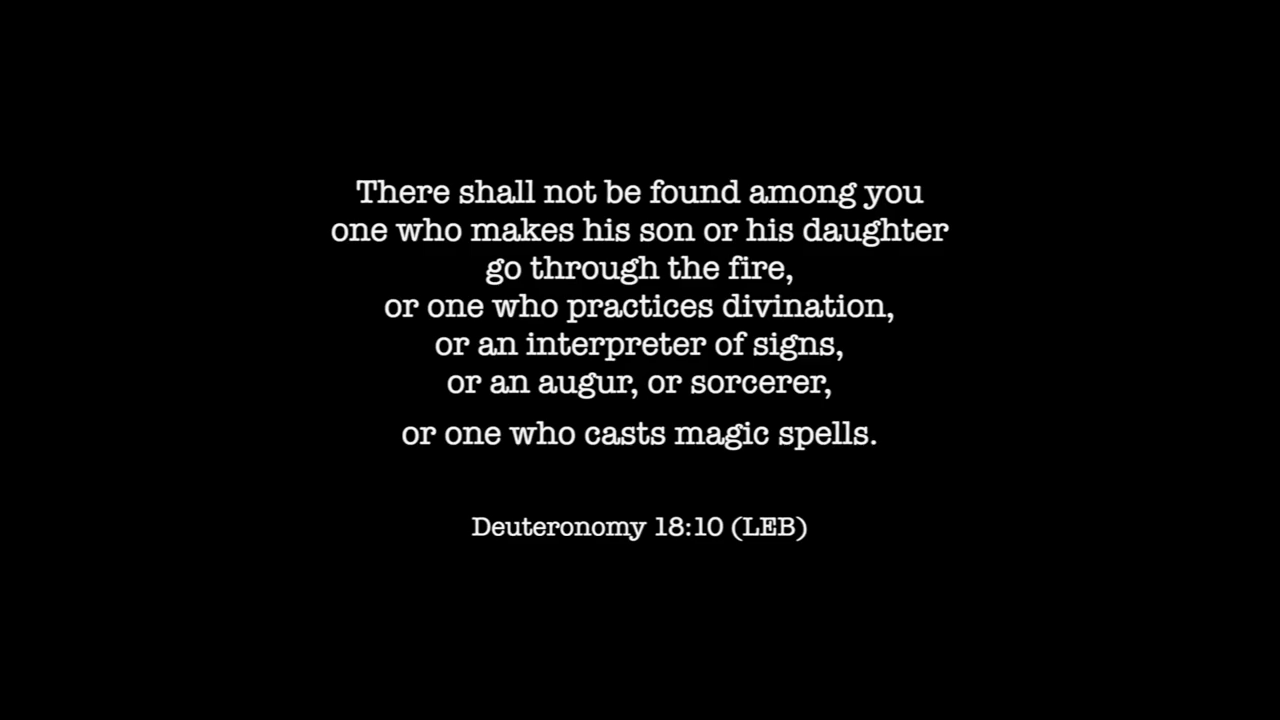 There shall not be found among you
one who makes his son or his daughter
go through the fire,
or one who practices divination,
or an interpreter of signs,
or an augur, or sorcerer,
or one who casts magic spells.
Deuteronomy 18:10 (LEB)